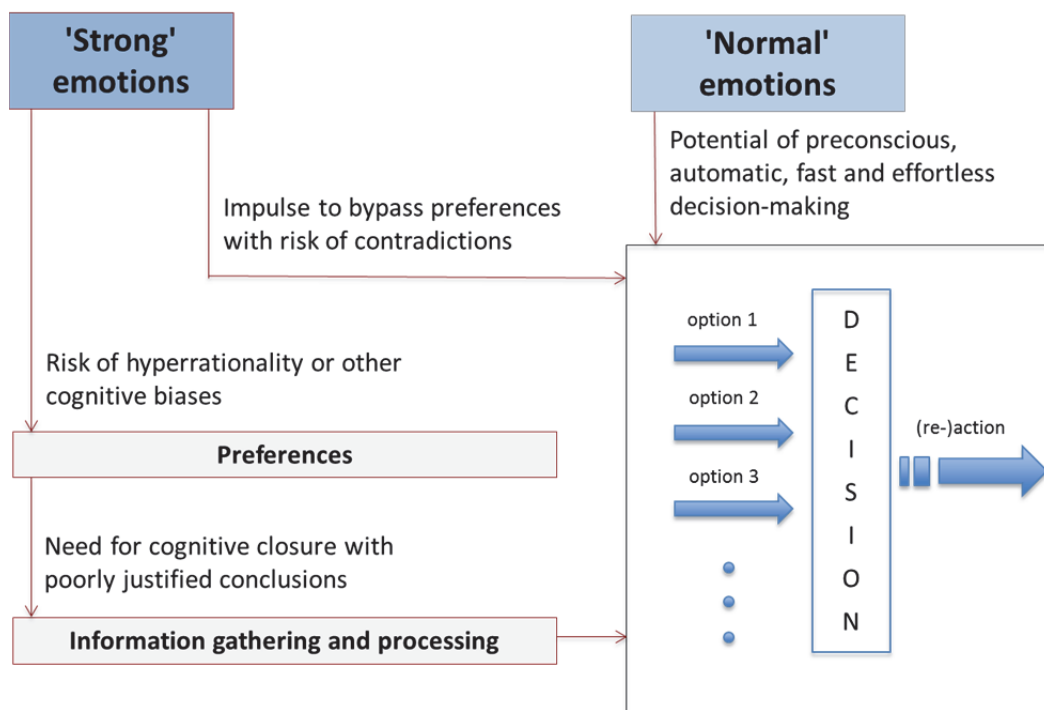 'Strong'
emotions
'Normal'
emotions
Potential of preconscious,
automatic, fast and effortless
decision-making
Impulse to bypass preferences
with risk of contradictions
Risk of hyperrationality or other
cognitive biases
Preferences
Need for cognitive closure with
poorly justified conclusions
Information gathering and processing
option 1
option 2
option 3
D
E
C
I
S
I
O
N
(re-)action